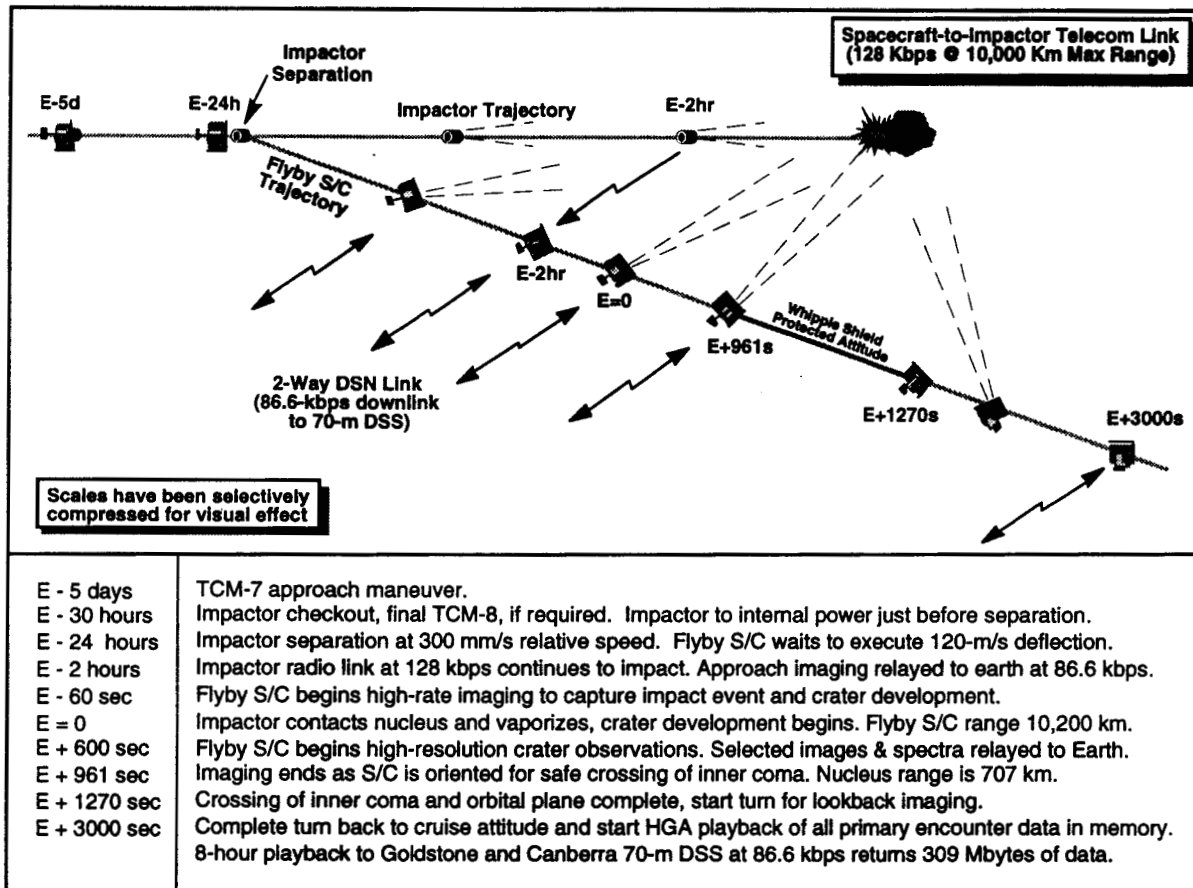 Spacecraft-to-Impactor Telecom Link
(128 Kbps @ 10,000 Km Max Range)
Impactor
Separation
E-5d
E-24h
Impactor Trajectory
E-2hr
Flyby S/C
Trajectory
E-2hr
E=0
E+961s
Whipple Shield
Protected Attitude
E+1270s
E+3000s
2-Way DSN Link
(86.6-kbps downlink
to 70-m DSS)
Scales have been selectively
compressed for visual effect
E - 5 days TCM-7 approach maneuver.
E - 30 hours Impactor checkout, final TCM-8, if required. Impactor to internal power just before separation.
E - 24 hours Impactor separation at 300 mm/s relative speed. Flyby S/C waits to execute 120-m/s deflection.
E - 2 hours Impactor radio link at 128 kbps continues to impact. Approach imaging relayed to earth at 86.6 kbps.
E - 60 sec Flyby S/C begins high-rate imaging to capture impact event and crater development.
E = 0 Impactor contacts nucleus and vaporizes, crater development begins. Flyby S/C range 10,200 km.
E + 600 sec Flyby S/C begins high-resolution crater observations. Selected images & spectra relayed to Earth.
E + 961 sec Imaging ends as S/C is oriented for safe crossing of inner coma. Nucleus range is 707 km.
E + 1270 sec Crossing of inner coma and orbital plane complete, start turn for lookback imaging.
E + 3000 sec Complete turn back to cruise attitude and start HGA playback of all primary encounter data in memory.
8-hour playback to Goldstone and Canberra 70-m DSS at 86.6 kbps returns 309 Mbytes of data.